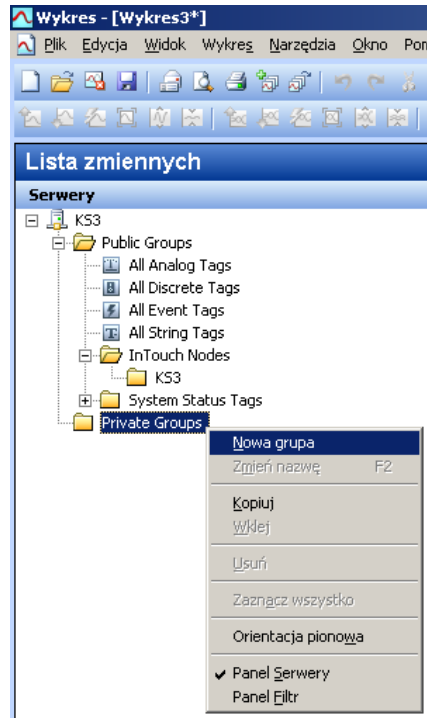 Wykres - [Wykres3*]
Plik Edycja Widok Wykres Narzędzia Okno
Lista zmiennych
Serwery
KS3
Public Groups
All Analog Tags
All Discrete Tags
All Event Tags
All String Tags
InTouch Nodes
KS3
System Status Tags
Private Groups
Nowa grupa
Zmień nazwę F2
Kopiuj
Wklej
Usuń
Zaznacz wszystko
Orientacja pionowa
Panel Serwery
Panel Filtr